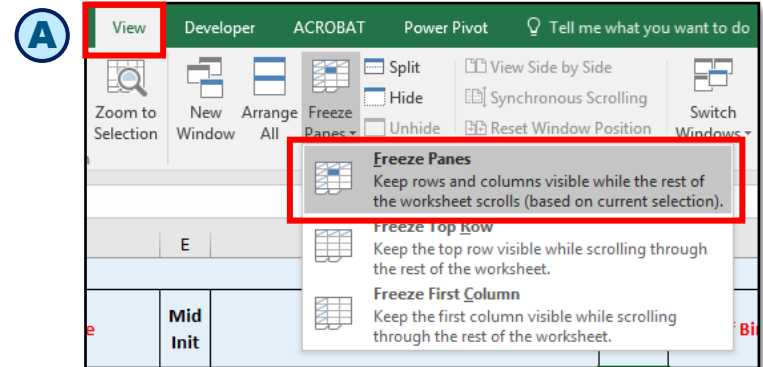 A
View Developer ACROBAT Power Pivot Tell me what you want to do
Zoom to Selection
New Window
Arrange All
Freeze Panes
Split
Hide
Unhide
View Side by Side
Synchronous Scrolling
Reset Window Position
Switch Windows
Freeze Panes
Keep rows and columns visible while the rest of
the worksheet scrolls (based on current selection).
Freeze Top Row
Keep the top row visible while scrolling through
the rest of the worksheet.
Freeze First Column
Keep the first column visible while scrolling
through the rest of the worksheet.
E
e
Mid
Init
Bi